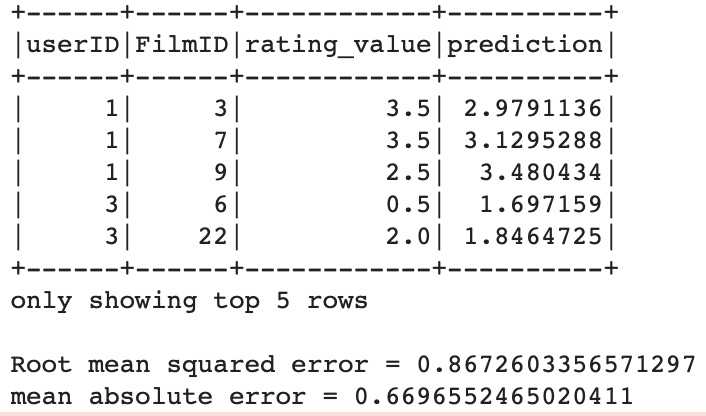 +------+------+------------+----------+
|userID|FilmID|rating_value|prediction|
+------+------+------------+----------+
|     1|     3|         3.5| 2.9791136|
|     1|     7|         3.5| 3.1295288|
|     1|     9|         2.5|  3.480434|
|     3|     6|         0.5|  1.697159|
|     3|    22|         2.0| 1.8464725|
+------+------+------------+----------+
only showing top 5 rows
Root mean squared error = 0.8672603356571297
mean absolute error = 0.6696552465020411